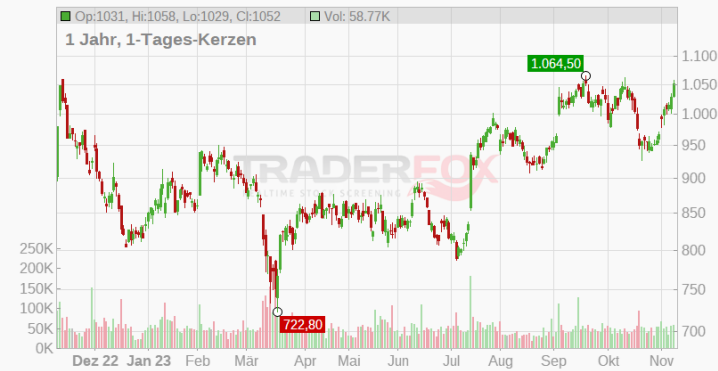 Op:1031, Hi:1058, Lo:1029, Cl:1052 Vol: 58.77K
1 Jahr, 1-Tages-Kerzen
1.064,50
1.100
1.050
1.000
950
TRADERFOX
900
850
250K
800
200K
150K
750
100K
722,80
50K
700
0K
Dez 22 Jan 23 Feb Mär Apr Mai Jun Jul Aug Sep Okt Nov